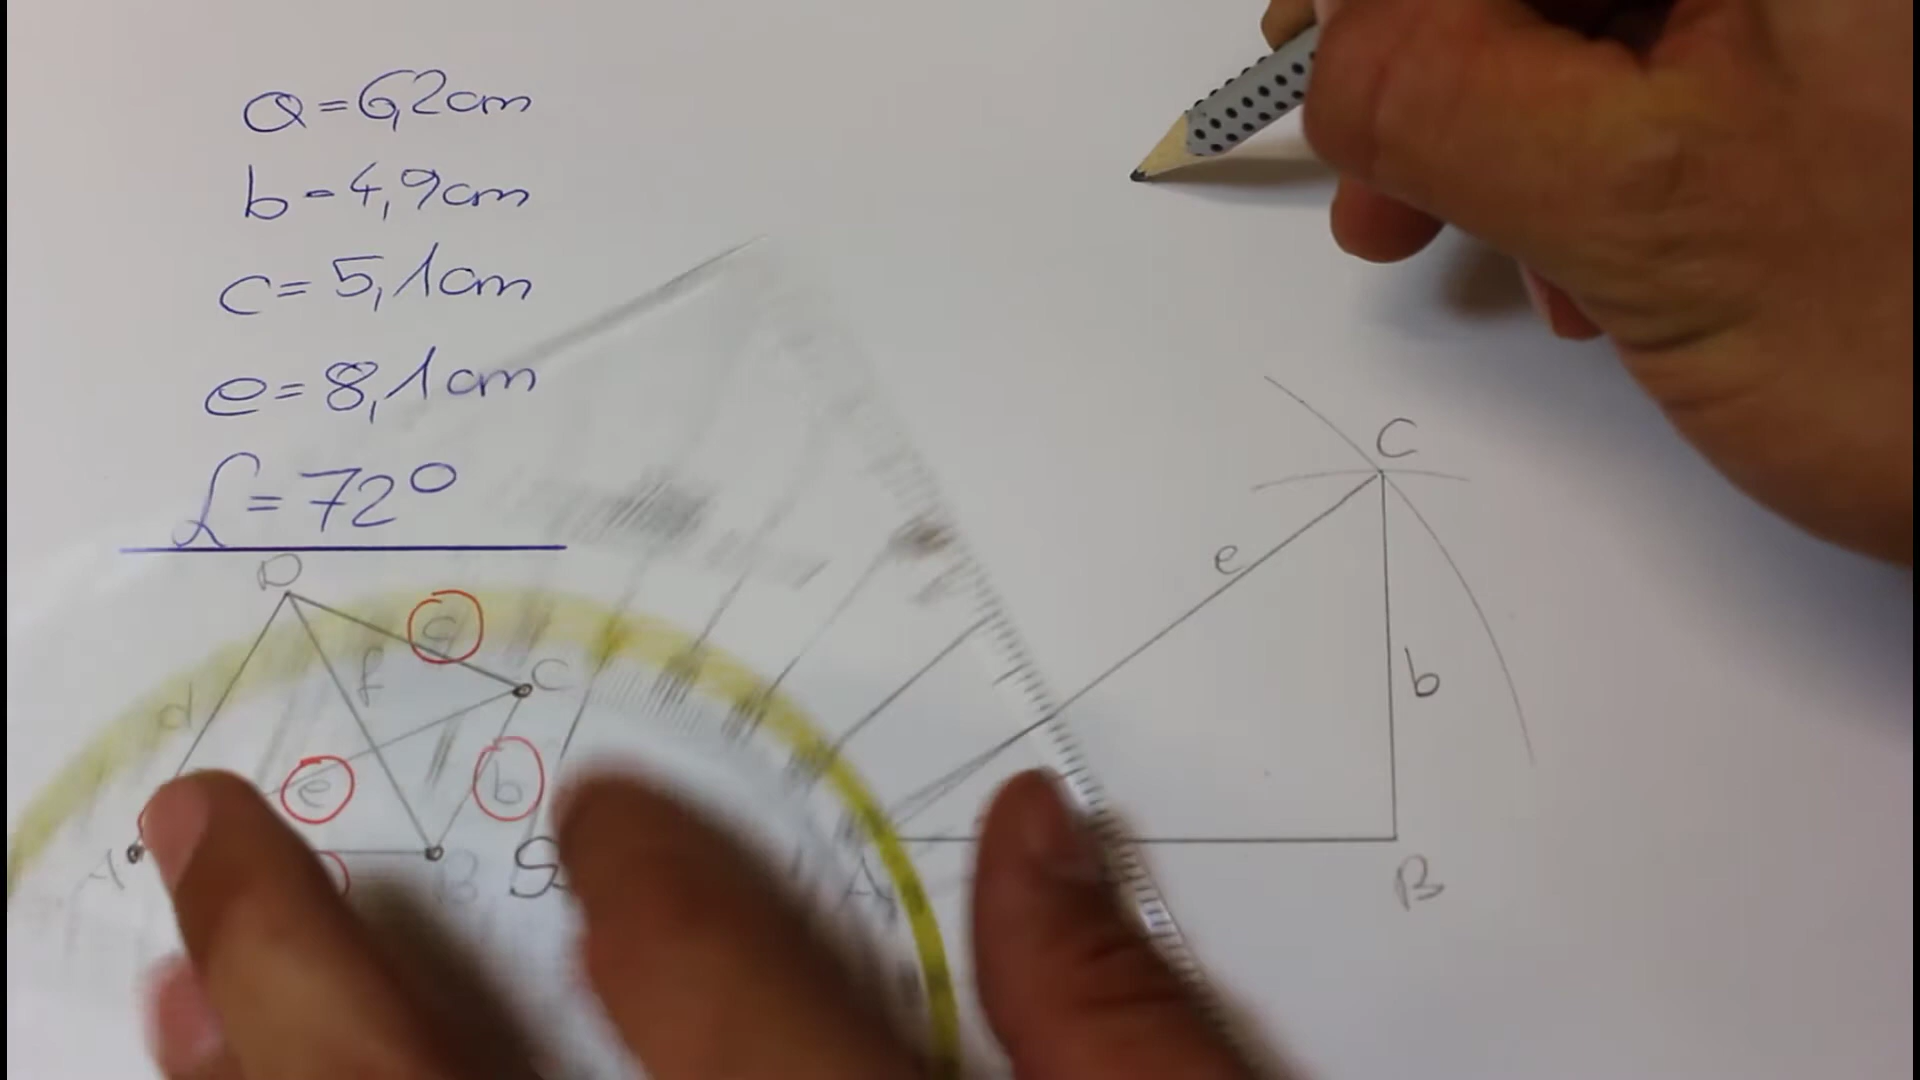 a=6,2cm
b=4,9cm
c=5,1cm
e=8,1cm
α=72°
D
c
C
f
d
e
b
A
B
C
e
b
A
B